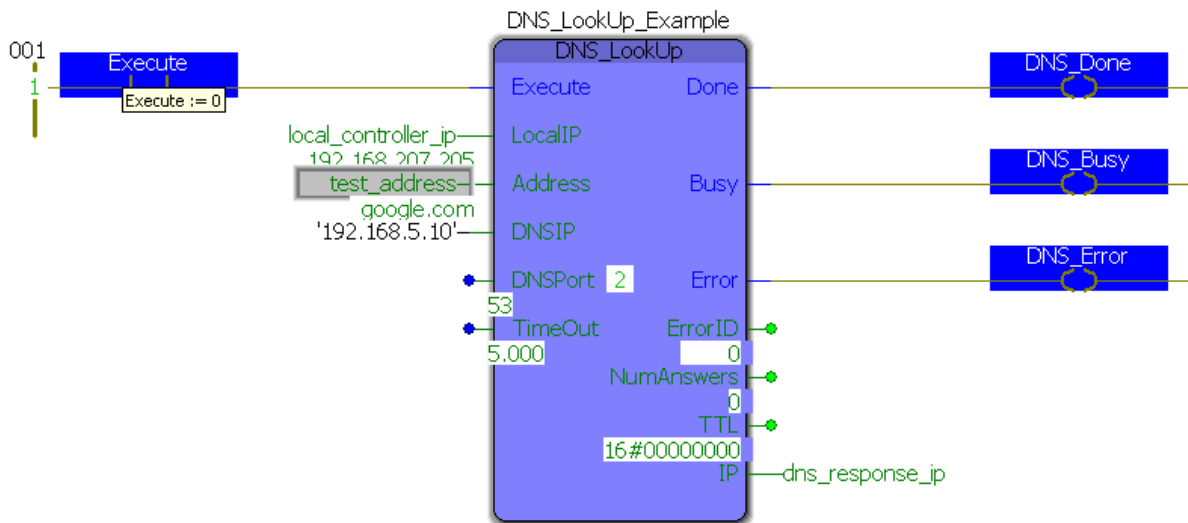 DNS_LookUp_Example
001
Execute
DNS_LookUp
DNS_Done
1
Execute := 0
Execute
Done
local_controller_ip
LocalIP
192.168.207.205
test_address
Address
Busy
DNS_Busy
google.com
'192.168.5.10'
DNSIP
DNSPort
2
Error
DNS_Error
53
TimeOut
ErrorID
5.000
0
NumAnswers
0
TTL
16#00000000
IP
dns_response_ip